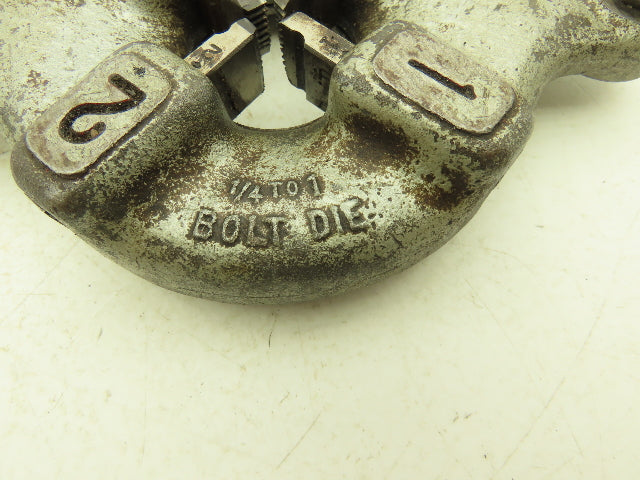 2
1
1/4 TO 1
BOLT DIE